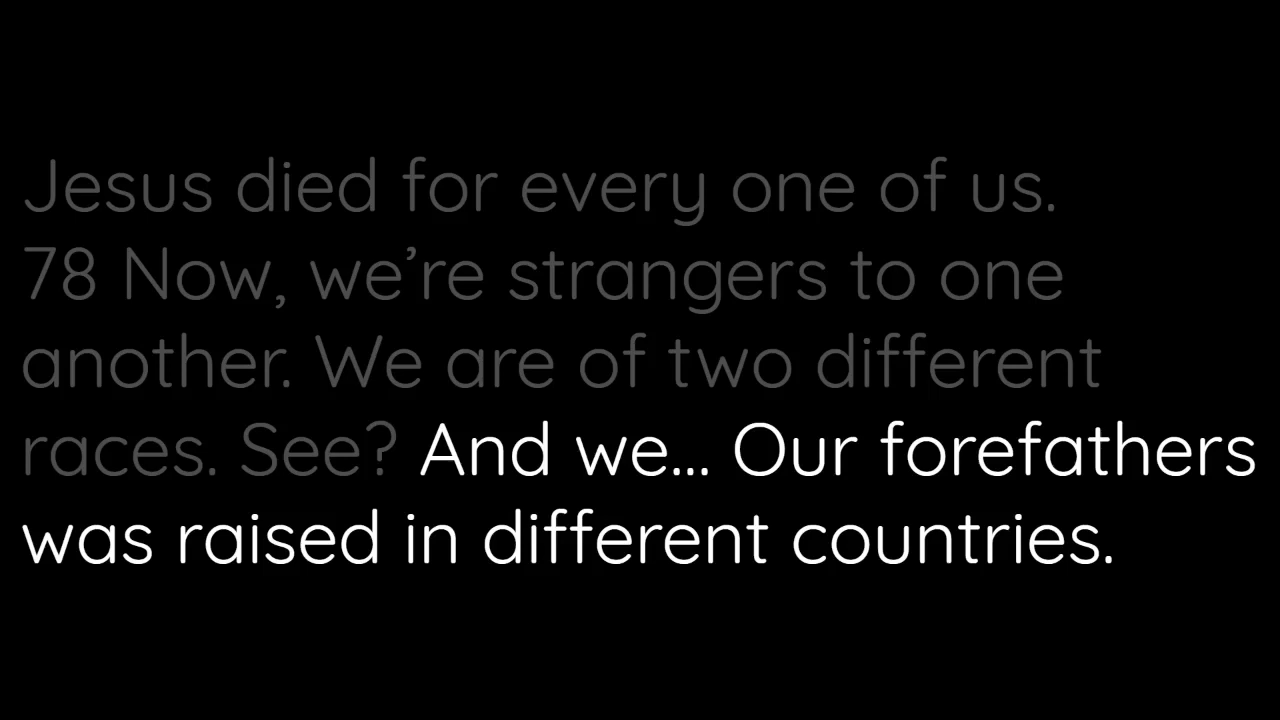 Jesus died for every one of us.
78 Now, we’re strangers to one
another. We are of two different
races. See? And we... Our forefathers
was raised in different countries.